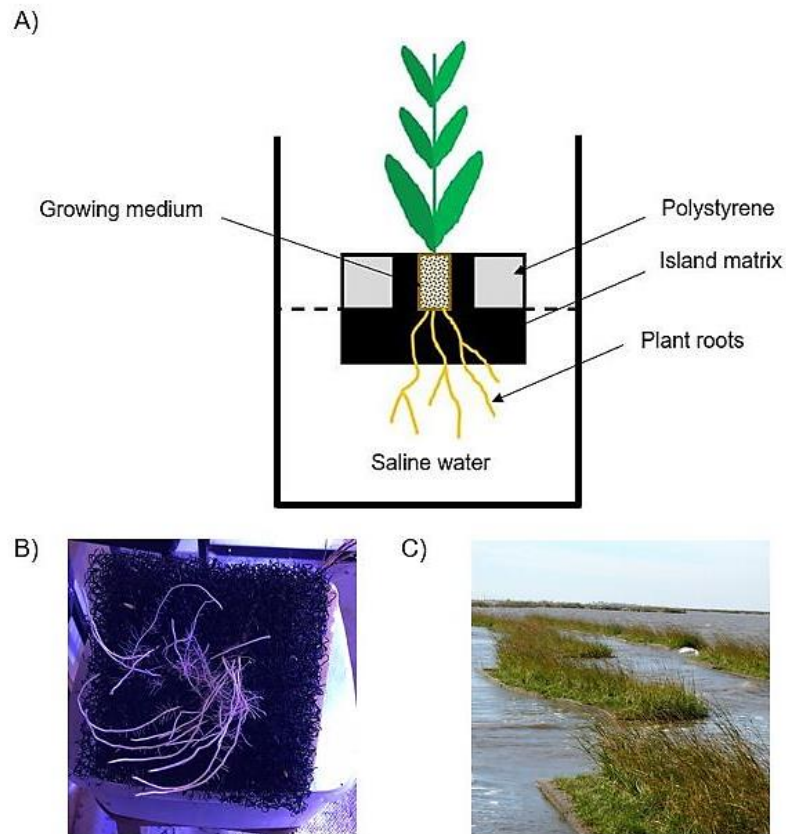 A)
Growing medium
Polystyrene
Island matrix
Plant roots
Saline water
B)
C)